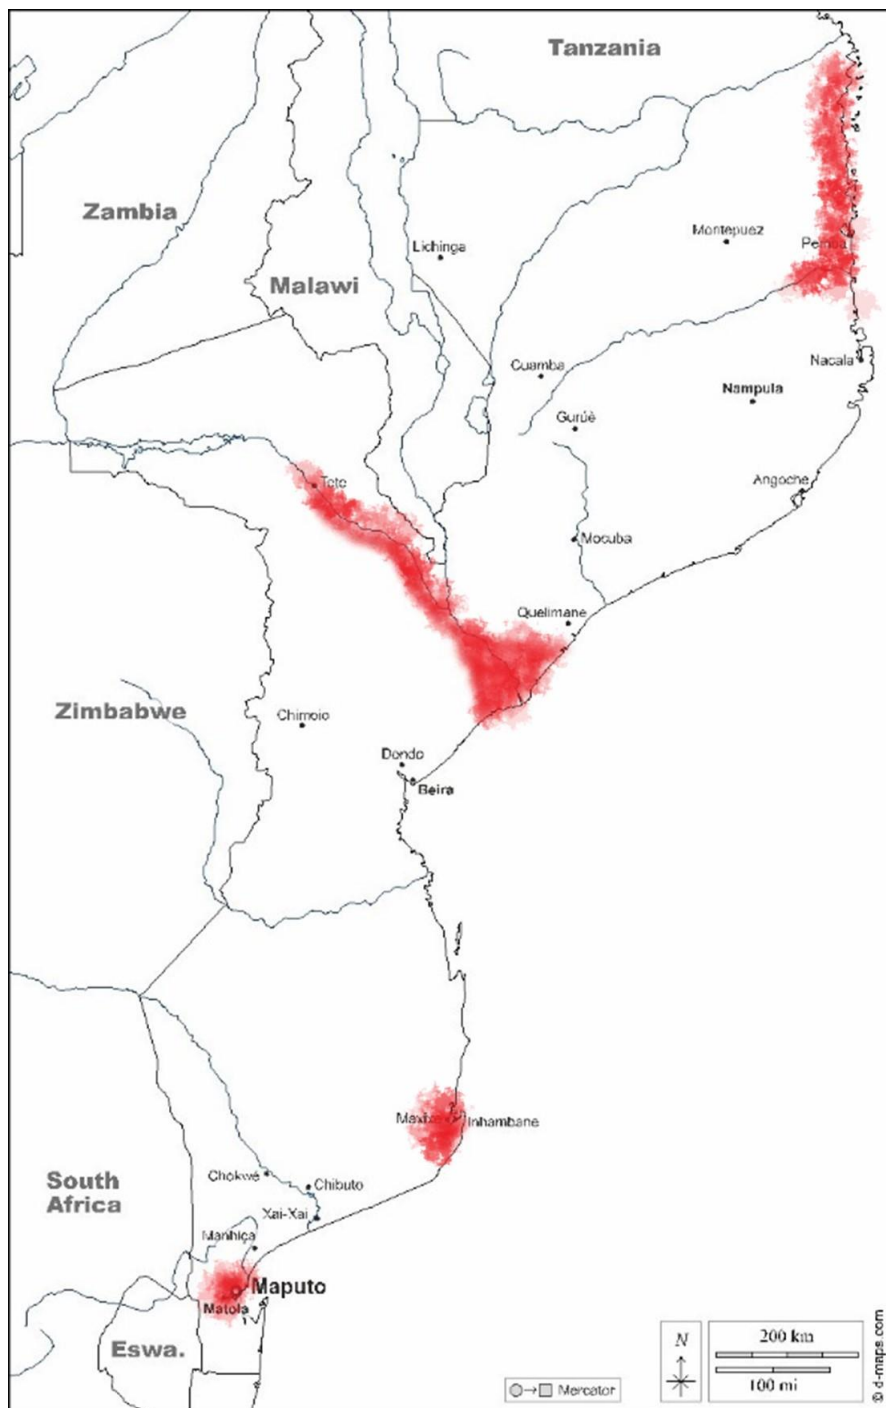 Tanzania
Zambia
Montepuez
Pemba
Lichinga
Malawi
Nacala
Cuamba
Nampula
Gurúè
Tete
Angoche
Mocuba
Quelimane
Zimbabwe
Chimoio
Dondo
Beira
Inhambane
Chókwé
South
Africa
Chibuto
Xai-Xai
Manhiça
Maputo
Matola
Eswa.
N
200 km
100 mi
Mercator
© d-maps.com